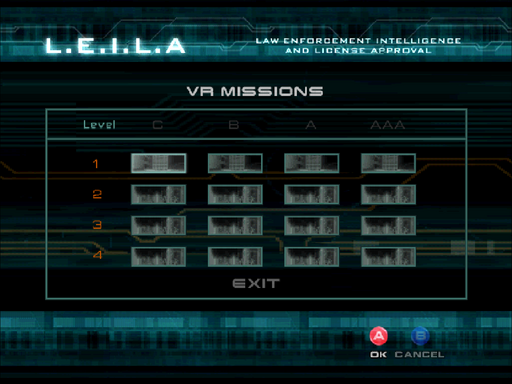 L.E.I.L.A
LAW ENFORCEMENT INTELLIGENCE
AND LICENSE APPROVAL
VR MISSIONS
Level C B A AAA
1
2
3
4
EXIT
A B
OK CANCEL